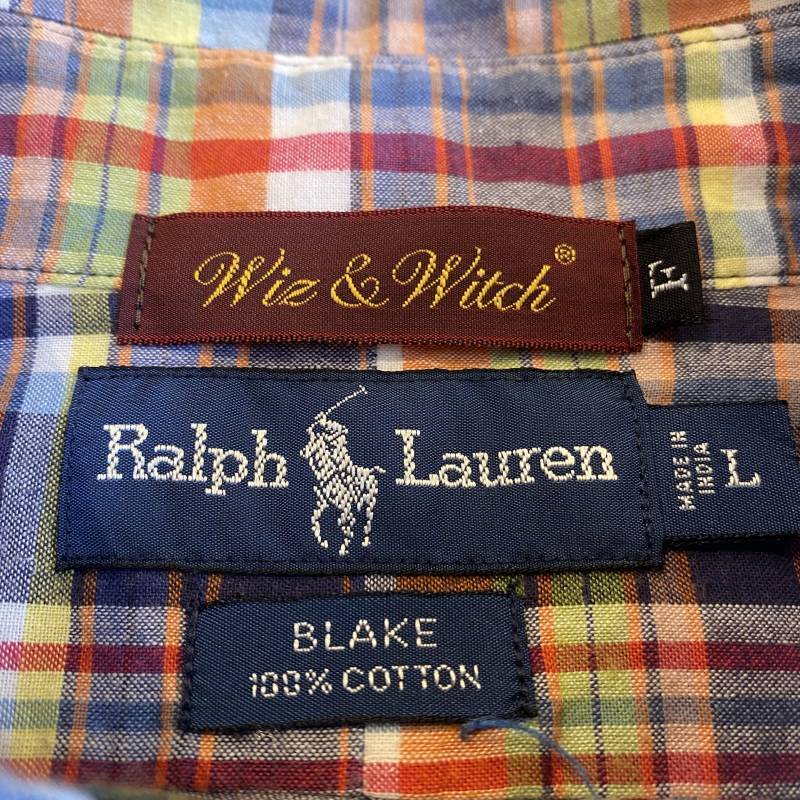 Wiz & Witch®
F
Ralph Lauren
MADE IN
INDIA
L
BLAKE
100% COTTON